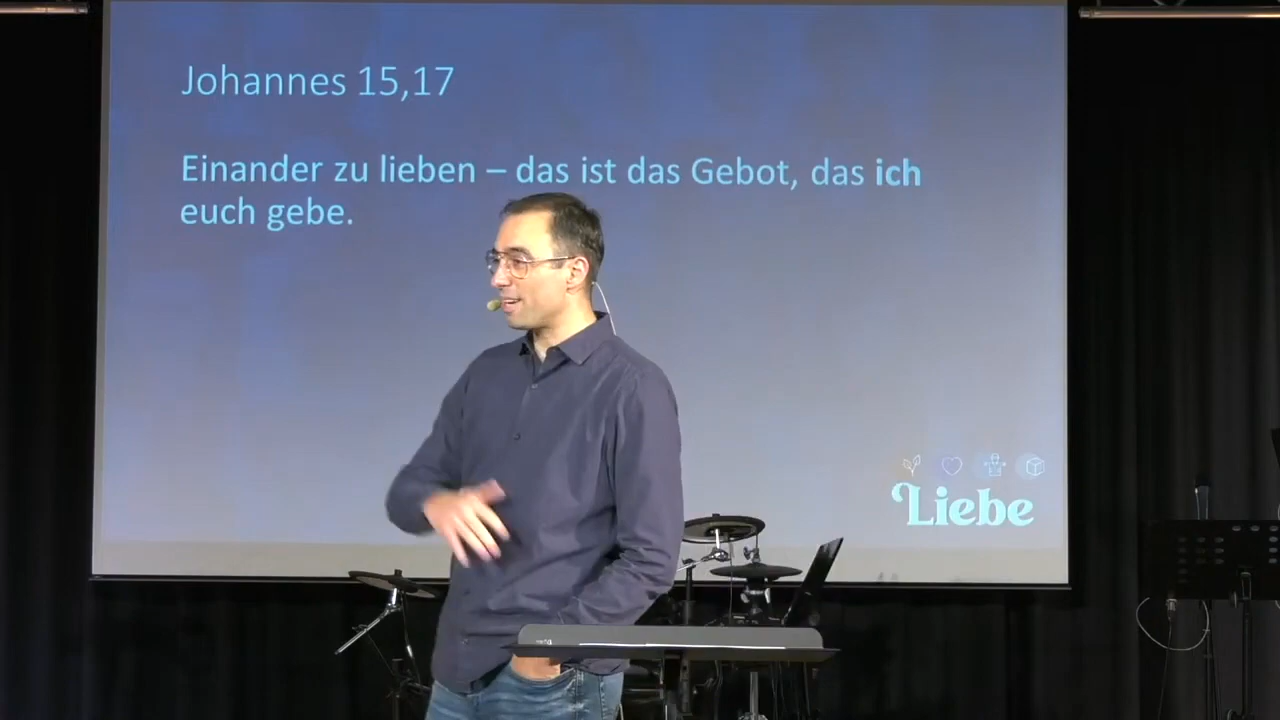 Johannes 15,17
Einander zu lieben – das ist das Gebot, das ich
euch gebe.
Liebe